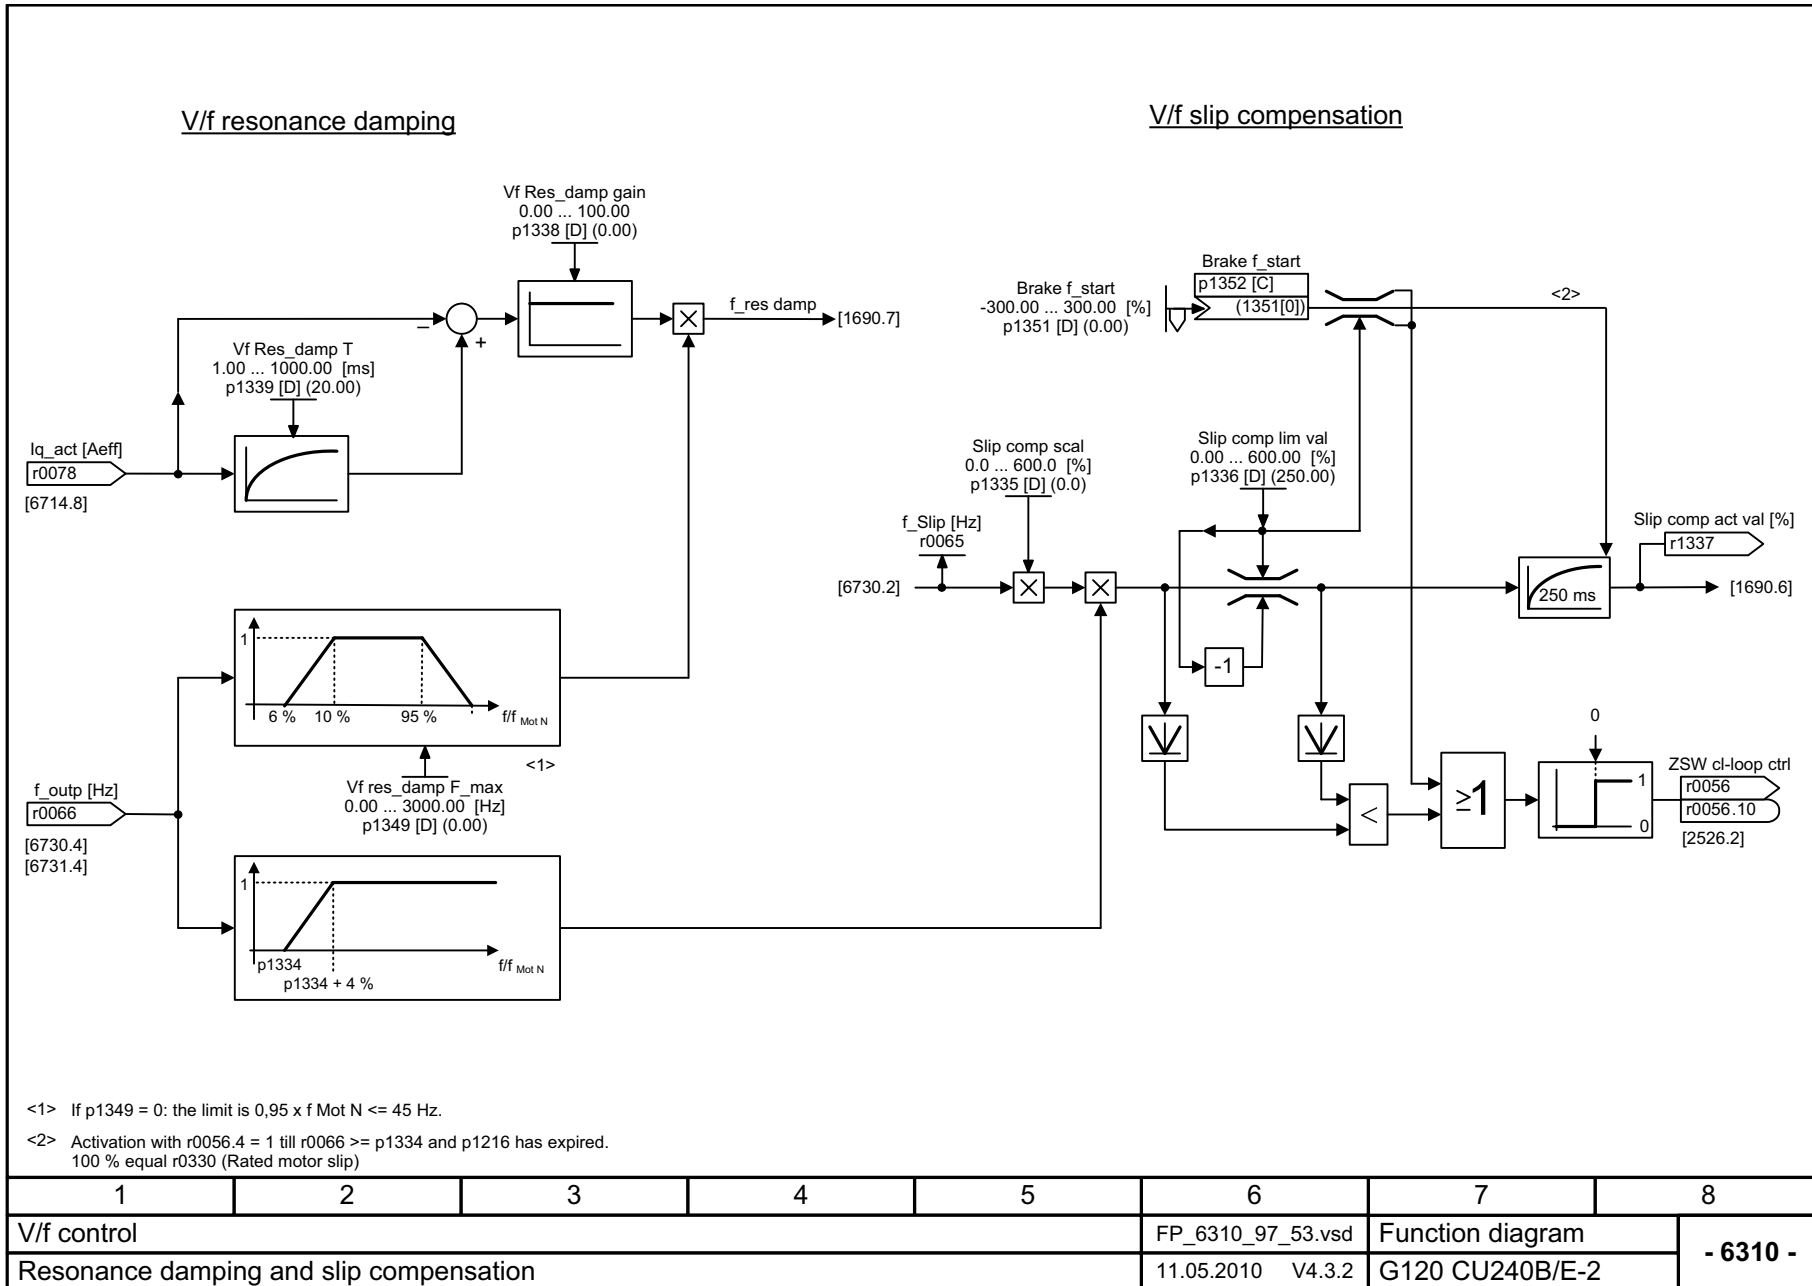 V/f resonance damping
V/f slip compensation
Vf Res_damp gain
0.00 ... 100.00
p1338 [D] (0.00)
f_res damp
[1690.7]
Vf Res_damp T
1.00 ... 1000.00 [ms]
p1339 [D] (20.00)
_
+
Iq_act [Aeff]
r0078
[6714.8]
1
6 %
10 %
95 %
f/f Mot N
<1>
Vf res_damp F_max
0.00 ... 3000.00 [Hz]
p1349 [D] (0.00)
f_outp [Hz]
r0066
[6730.4]
[6731.4]
1
p1334
p1334 + 4 %
f/f Mot N
Brake f_start
-300.00 ... 300.00 [%]
p1351 [D] (0.00)
Brake f_start
p1352 [C]
(1351[0])
<2>
Slip comp scal
0.0 ... 600.0 [%]
p1335 [D] (0.0)
Slip comp lim val
0.00 ... 600.00 [%]
p1336 [D] (250.00)
f_Slip [Hz]
r0065
[6730.2]
-1
250 ms
Slip comp act val [%]
r1337
[1690.6]
<
≥1
0
1
0
ZSW cl-loop ctrl
r0056
r0056.10
[2526.2]
<1> If p1349 = 0: the limit is 0,95 x f Mot N <= 45 Hz.
<2> Activation with r0056.4 = 1 till r0066 >= p1334 and p1216 has expired.
100 % equal r0330 (Rated motor slip)
1 2 3 4 5 6 7 8
V/f control
FP_6310_97_53.vsd
Function diagram
- 6310 -
Resonance damping and slip compensation
11.05.2010 V4.3.2
G120 CU240B/E-2